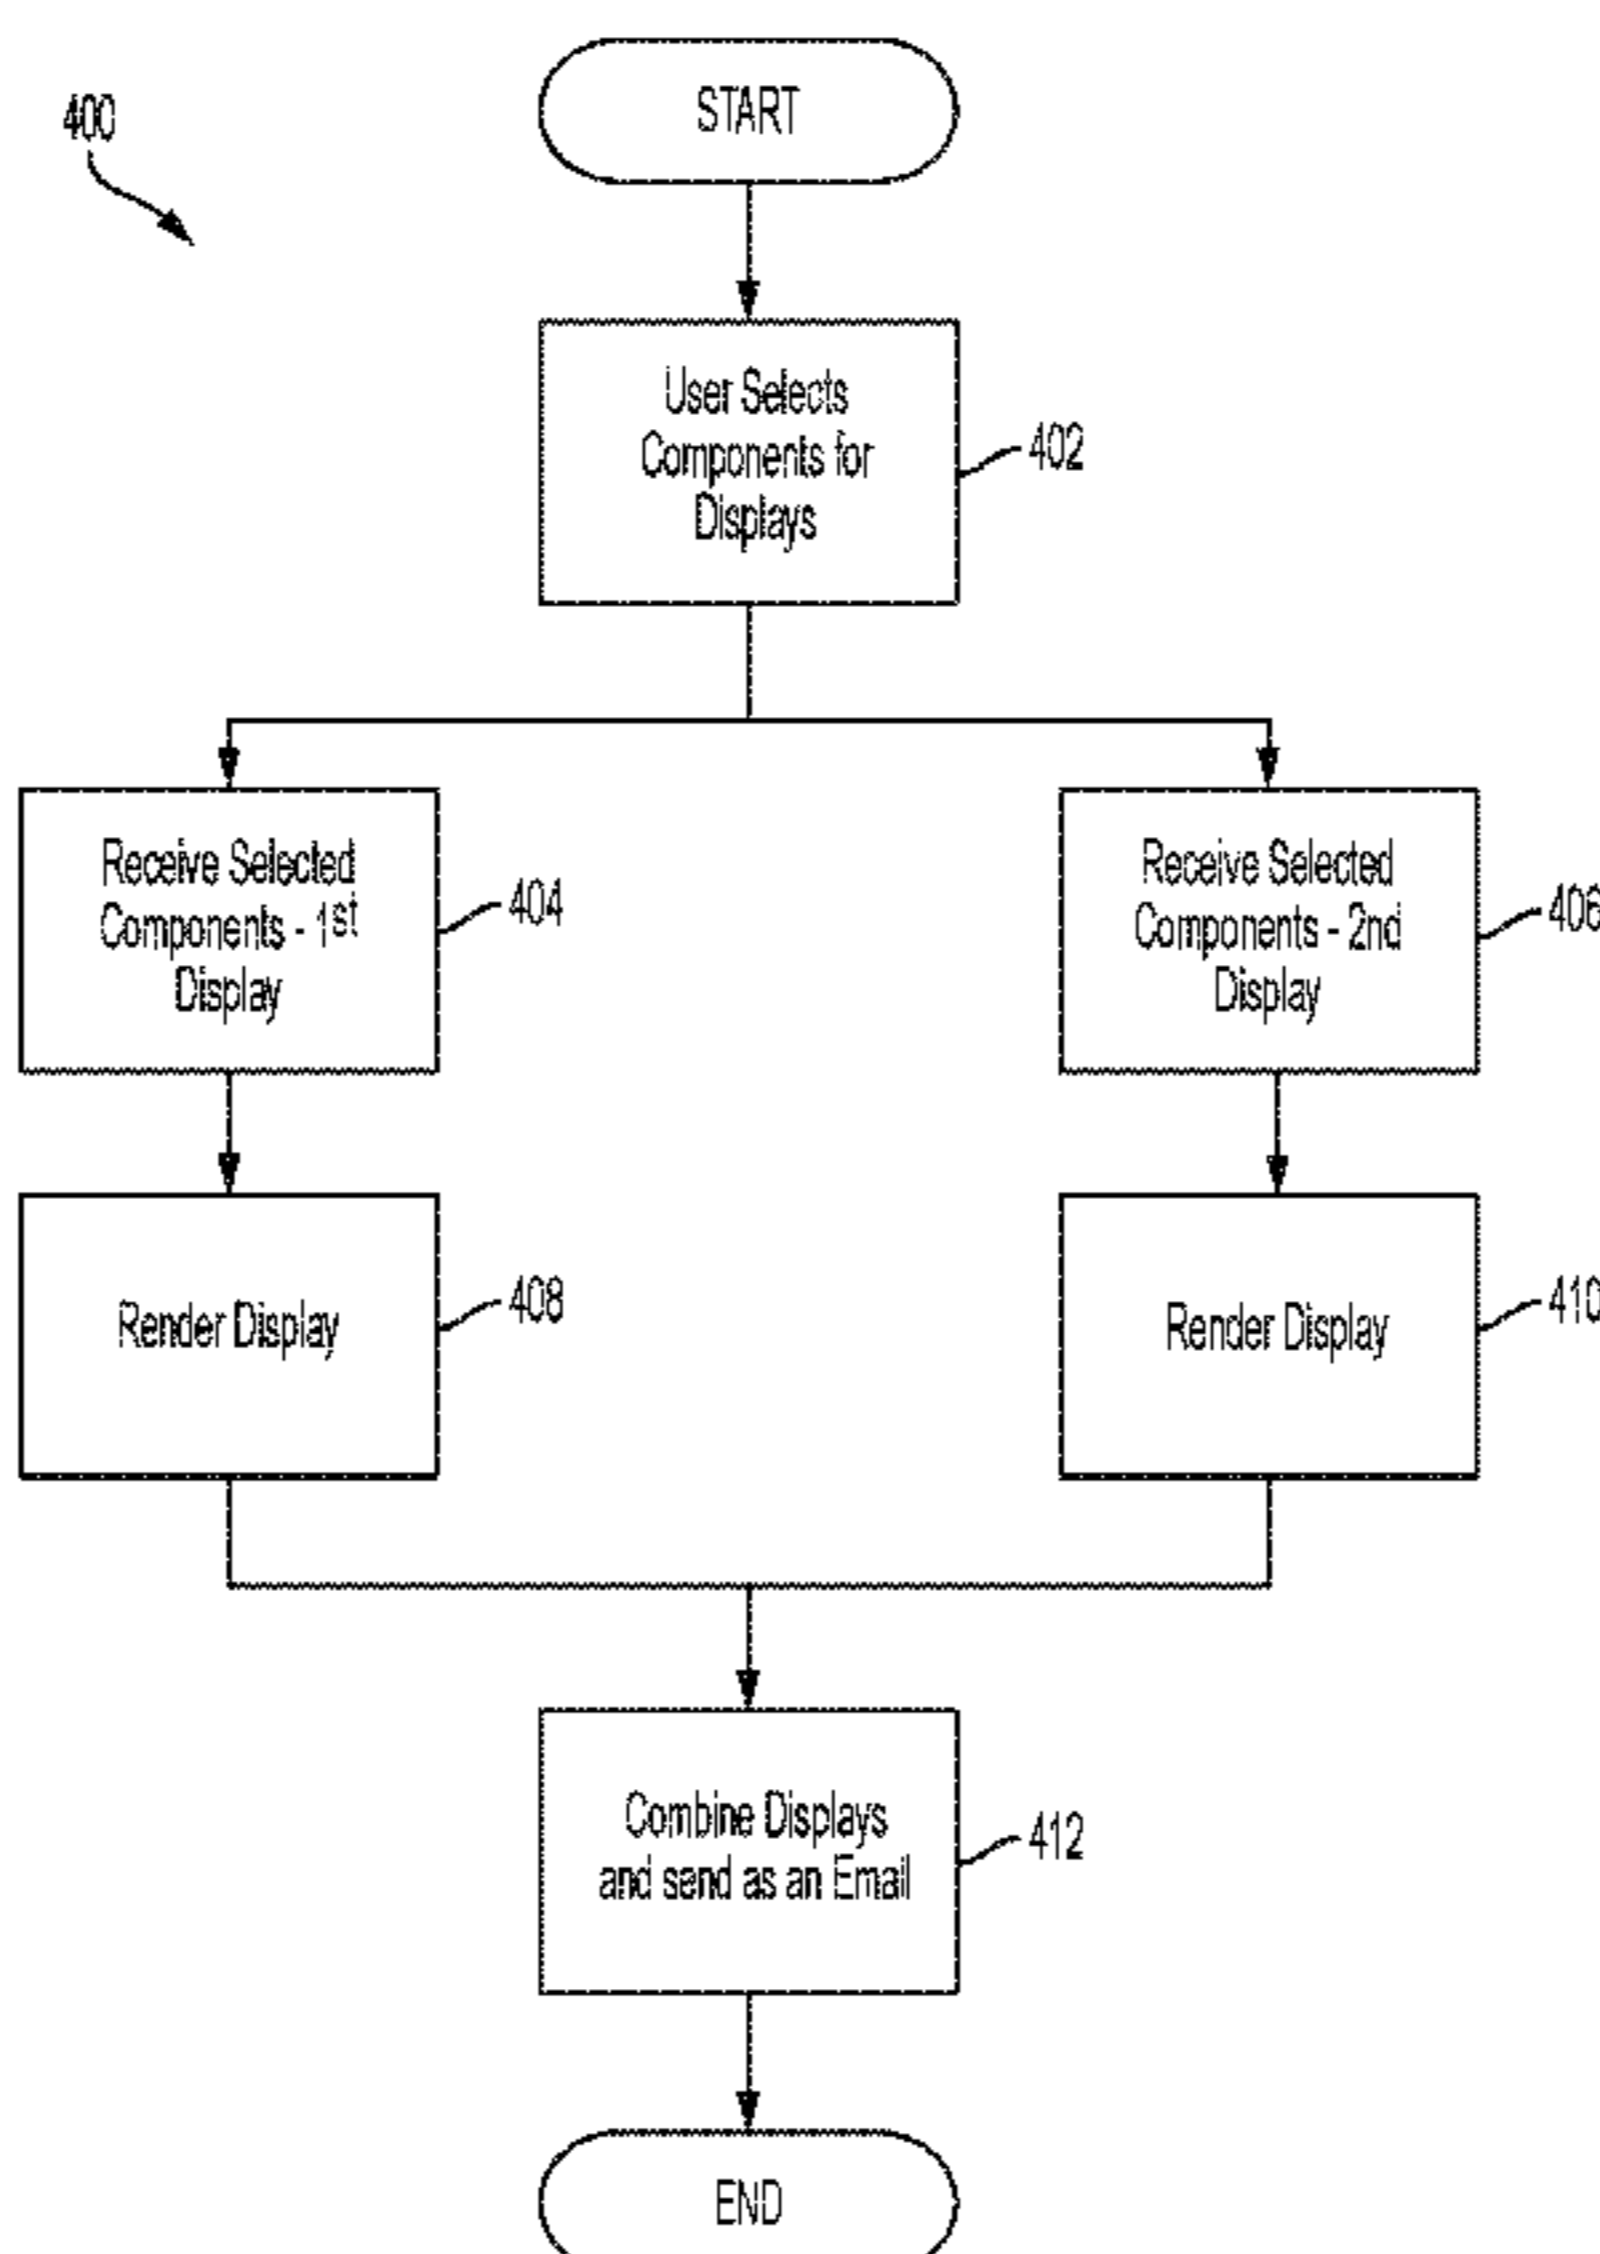 400
START
User Selects
Components for
Displays
402
Receive Selected
Components - 1st
Display
404
Receive Selected
Components - 2nd
Display
406
Render Display
408
Render Display
410
Combine Displays
and send as an Email
412
END